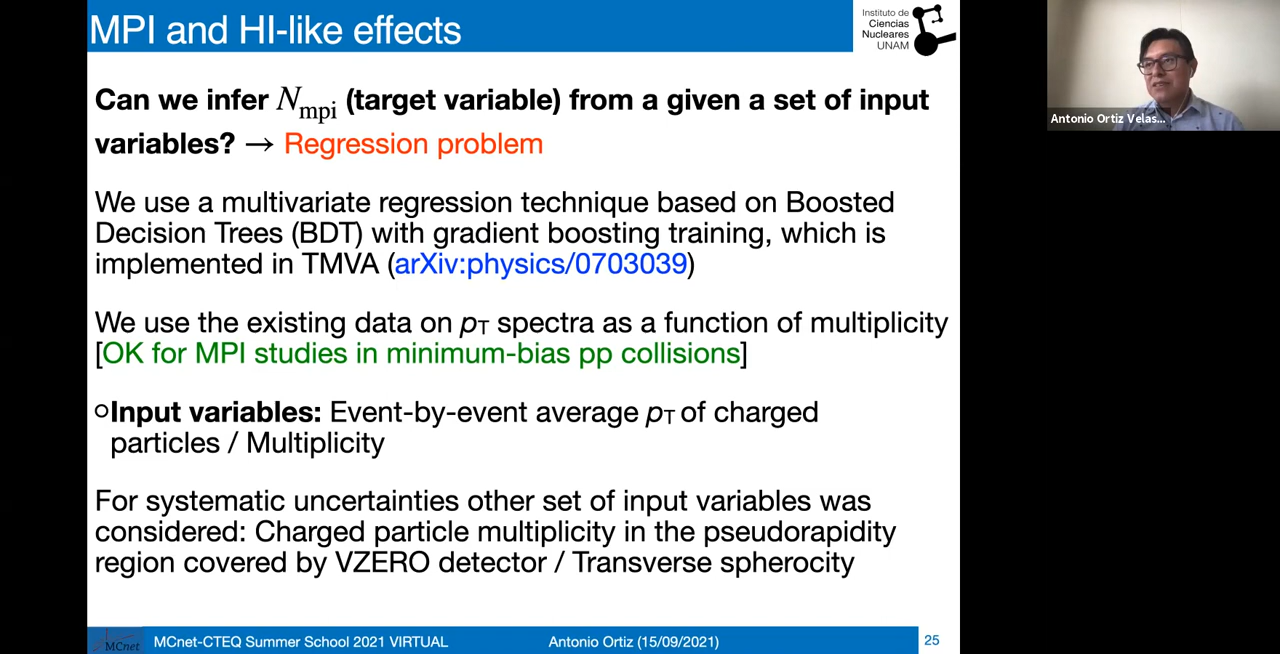 MPI and HI-like effects
Instituto de
Ciencias
Nucleares
UNAM
Can we infer N_mpi (target variable) from a given a set of input
variables? → Regression problem
We use a multivariate regression technique based on Boosted
Decision Trees (BDT) with gradient boosting training, which is
implemented in TMVA (arXiv:physics/0703039)
We use the existing data on pT spectra as a function of multiplicity
[OK for MPI studies in minimum-bias pp collisions]
○Input variables: Event-by-event average pT of charged
particles / Multiplicity
For systematic uncertainties other set of input variables was
considered: Charged particle multiplicity in the pseudorapidity
region covered by VZERO detector / Transverse spherocity
MCnet
MCnet-CTEQ Summer School 2021 VIRTUAL
Antonio Ortiz (15/09/2021)
25
Antonio Ortiz Velas...